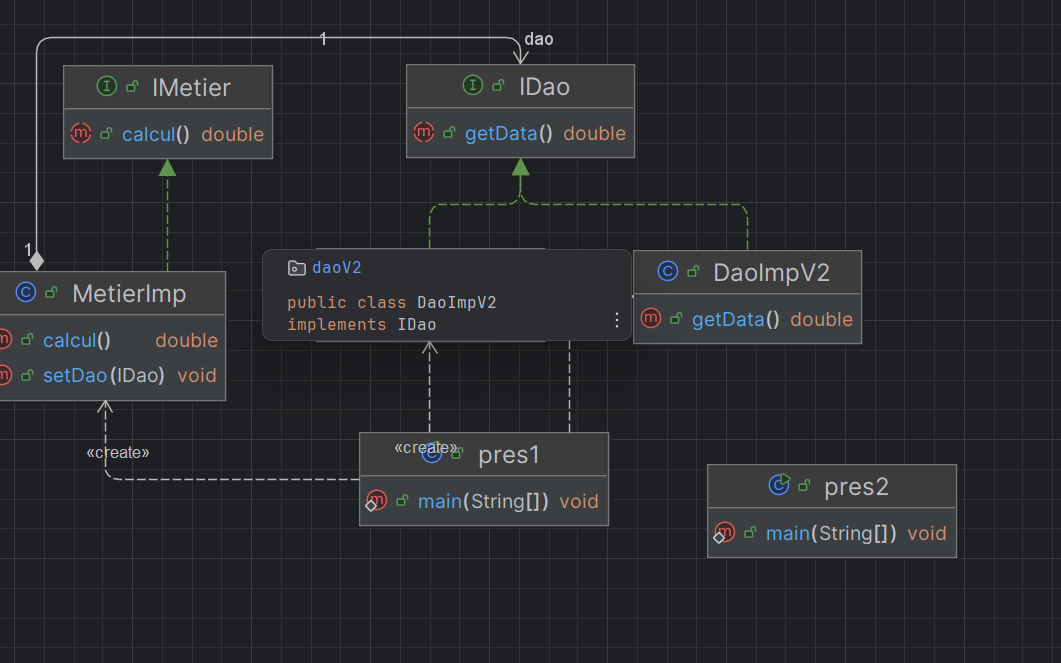 1
dao
IMetier
calcul() double
IDao
getData() double
1
MetierImp
calcul() double
setDao(IDao) void
daoV2
public class DaoImpV2
implements IDao
DaoImpV2
getData() double
«create»
«create»
pres1
main(String[]) void
pres2
main(String[]) void